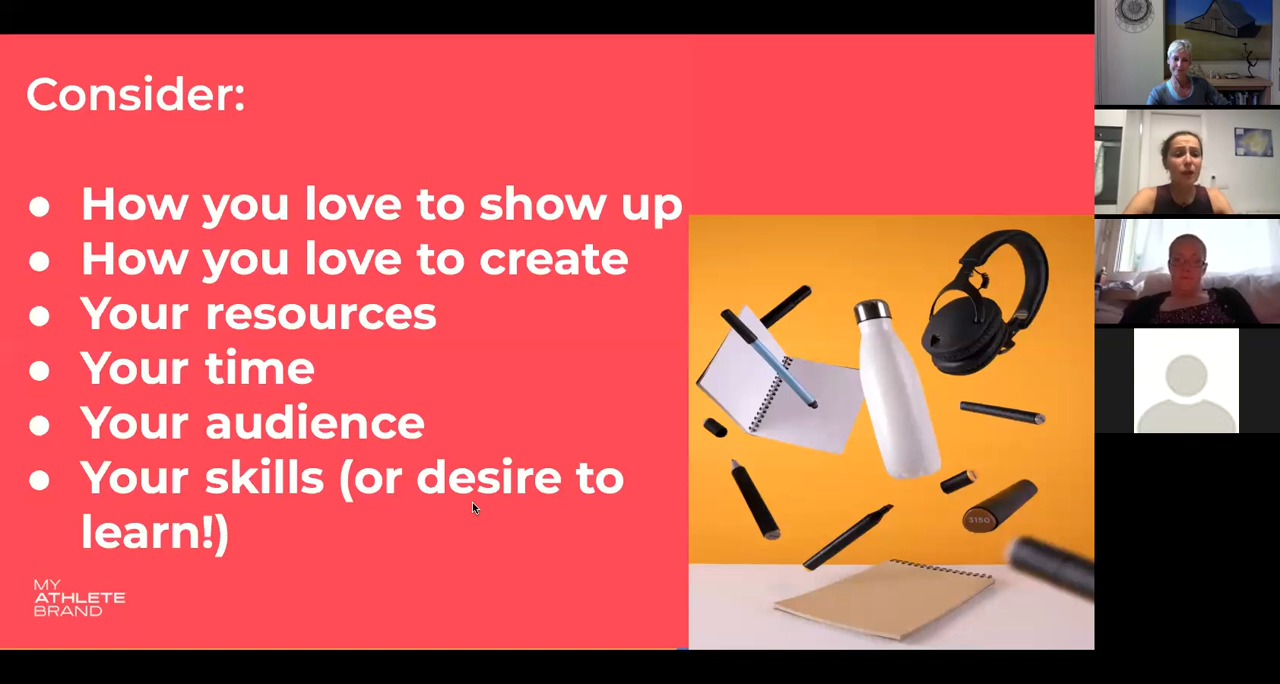 Consider:
● How you love to show up
● How you love to create
● Your resources
● Your time
● Your audience
● Your skills (or desire to
learn!)
MY
ATHLETE
BRAND
3150